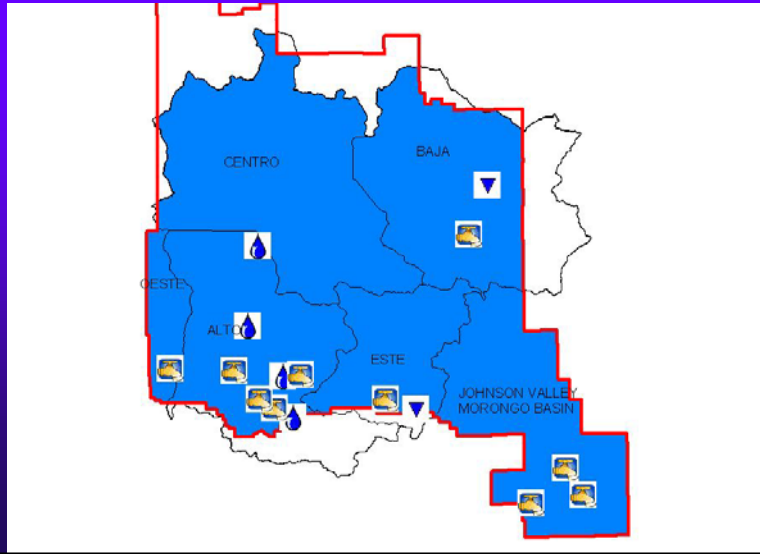 BAJA
CENTRO
OESTE
ALTO
ESTE
JOHNSON VALLEY
MORONGO BASIN